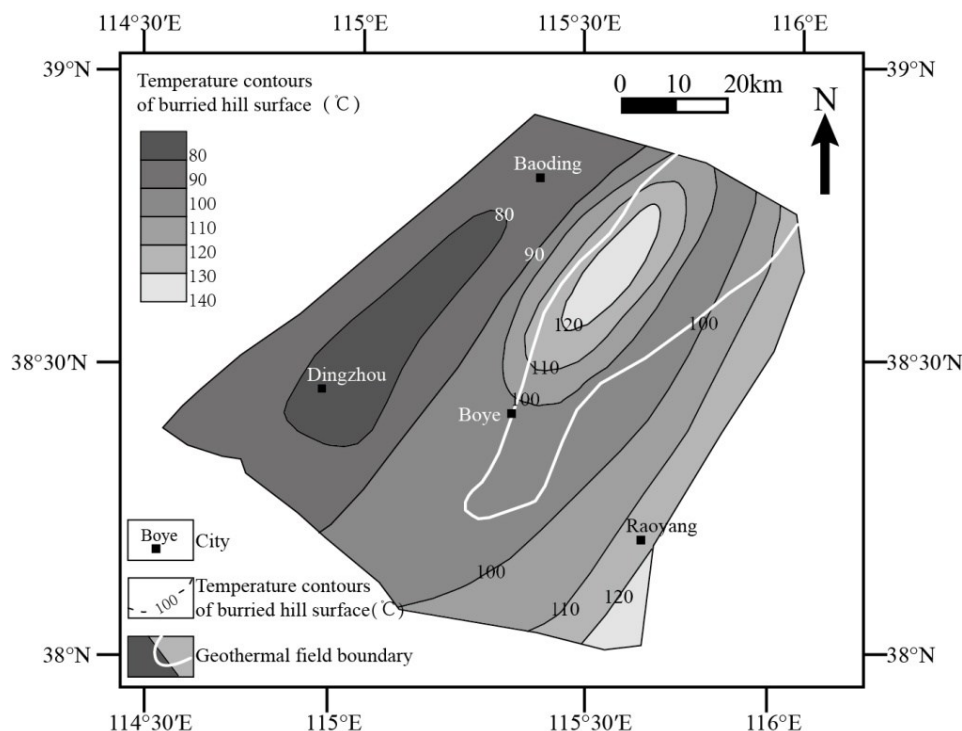 114°30′E 115°E 115°30′E 116°E
39°N 39°N
Temperature contours
of burried hill surface (℃)
0 10 20km
N
80
90
100
110
120
130
140
Baoding
80
90
120
100
38°30′N 38°30′N
110
Dingzhou
100
Boye
Raoyang
100
120
110
Boye
City
100
Temperature contours
of burried hill surface(℃)
Geothermal field boundary
38°N 38°N
114°30′E 115°E 115°30′E 116°E